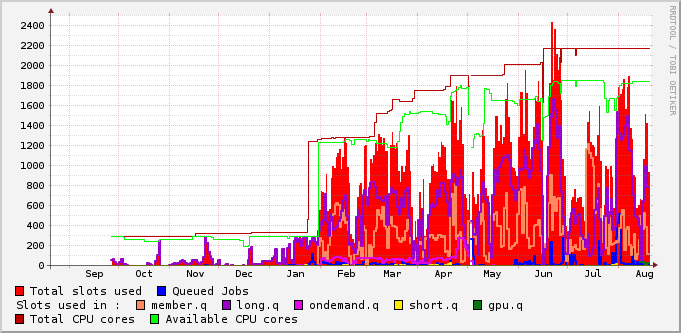 2400
2200
2000
1800
1600
1400
1200
1000
800
600
400
200
0
Sep Oct Nov Dec Jan Feb Mar Apr May Jun Jul Aug
RRDTOOL / TOBI OETIKER
Total slots used Queued Jobs
Slots used in : member.q long.q ondemand.q short.q gpu.q
Total CPU cores Available CPU cores